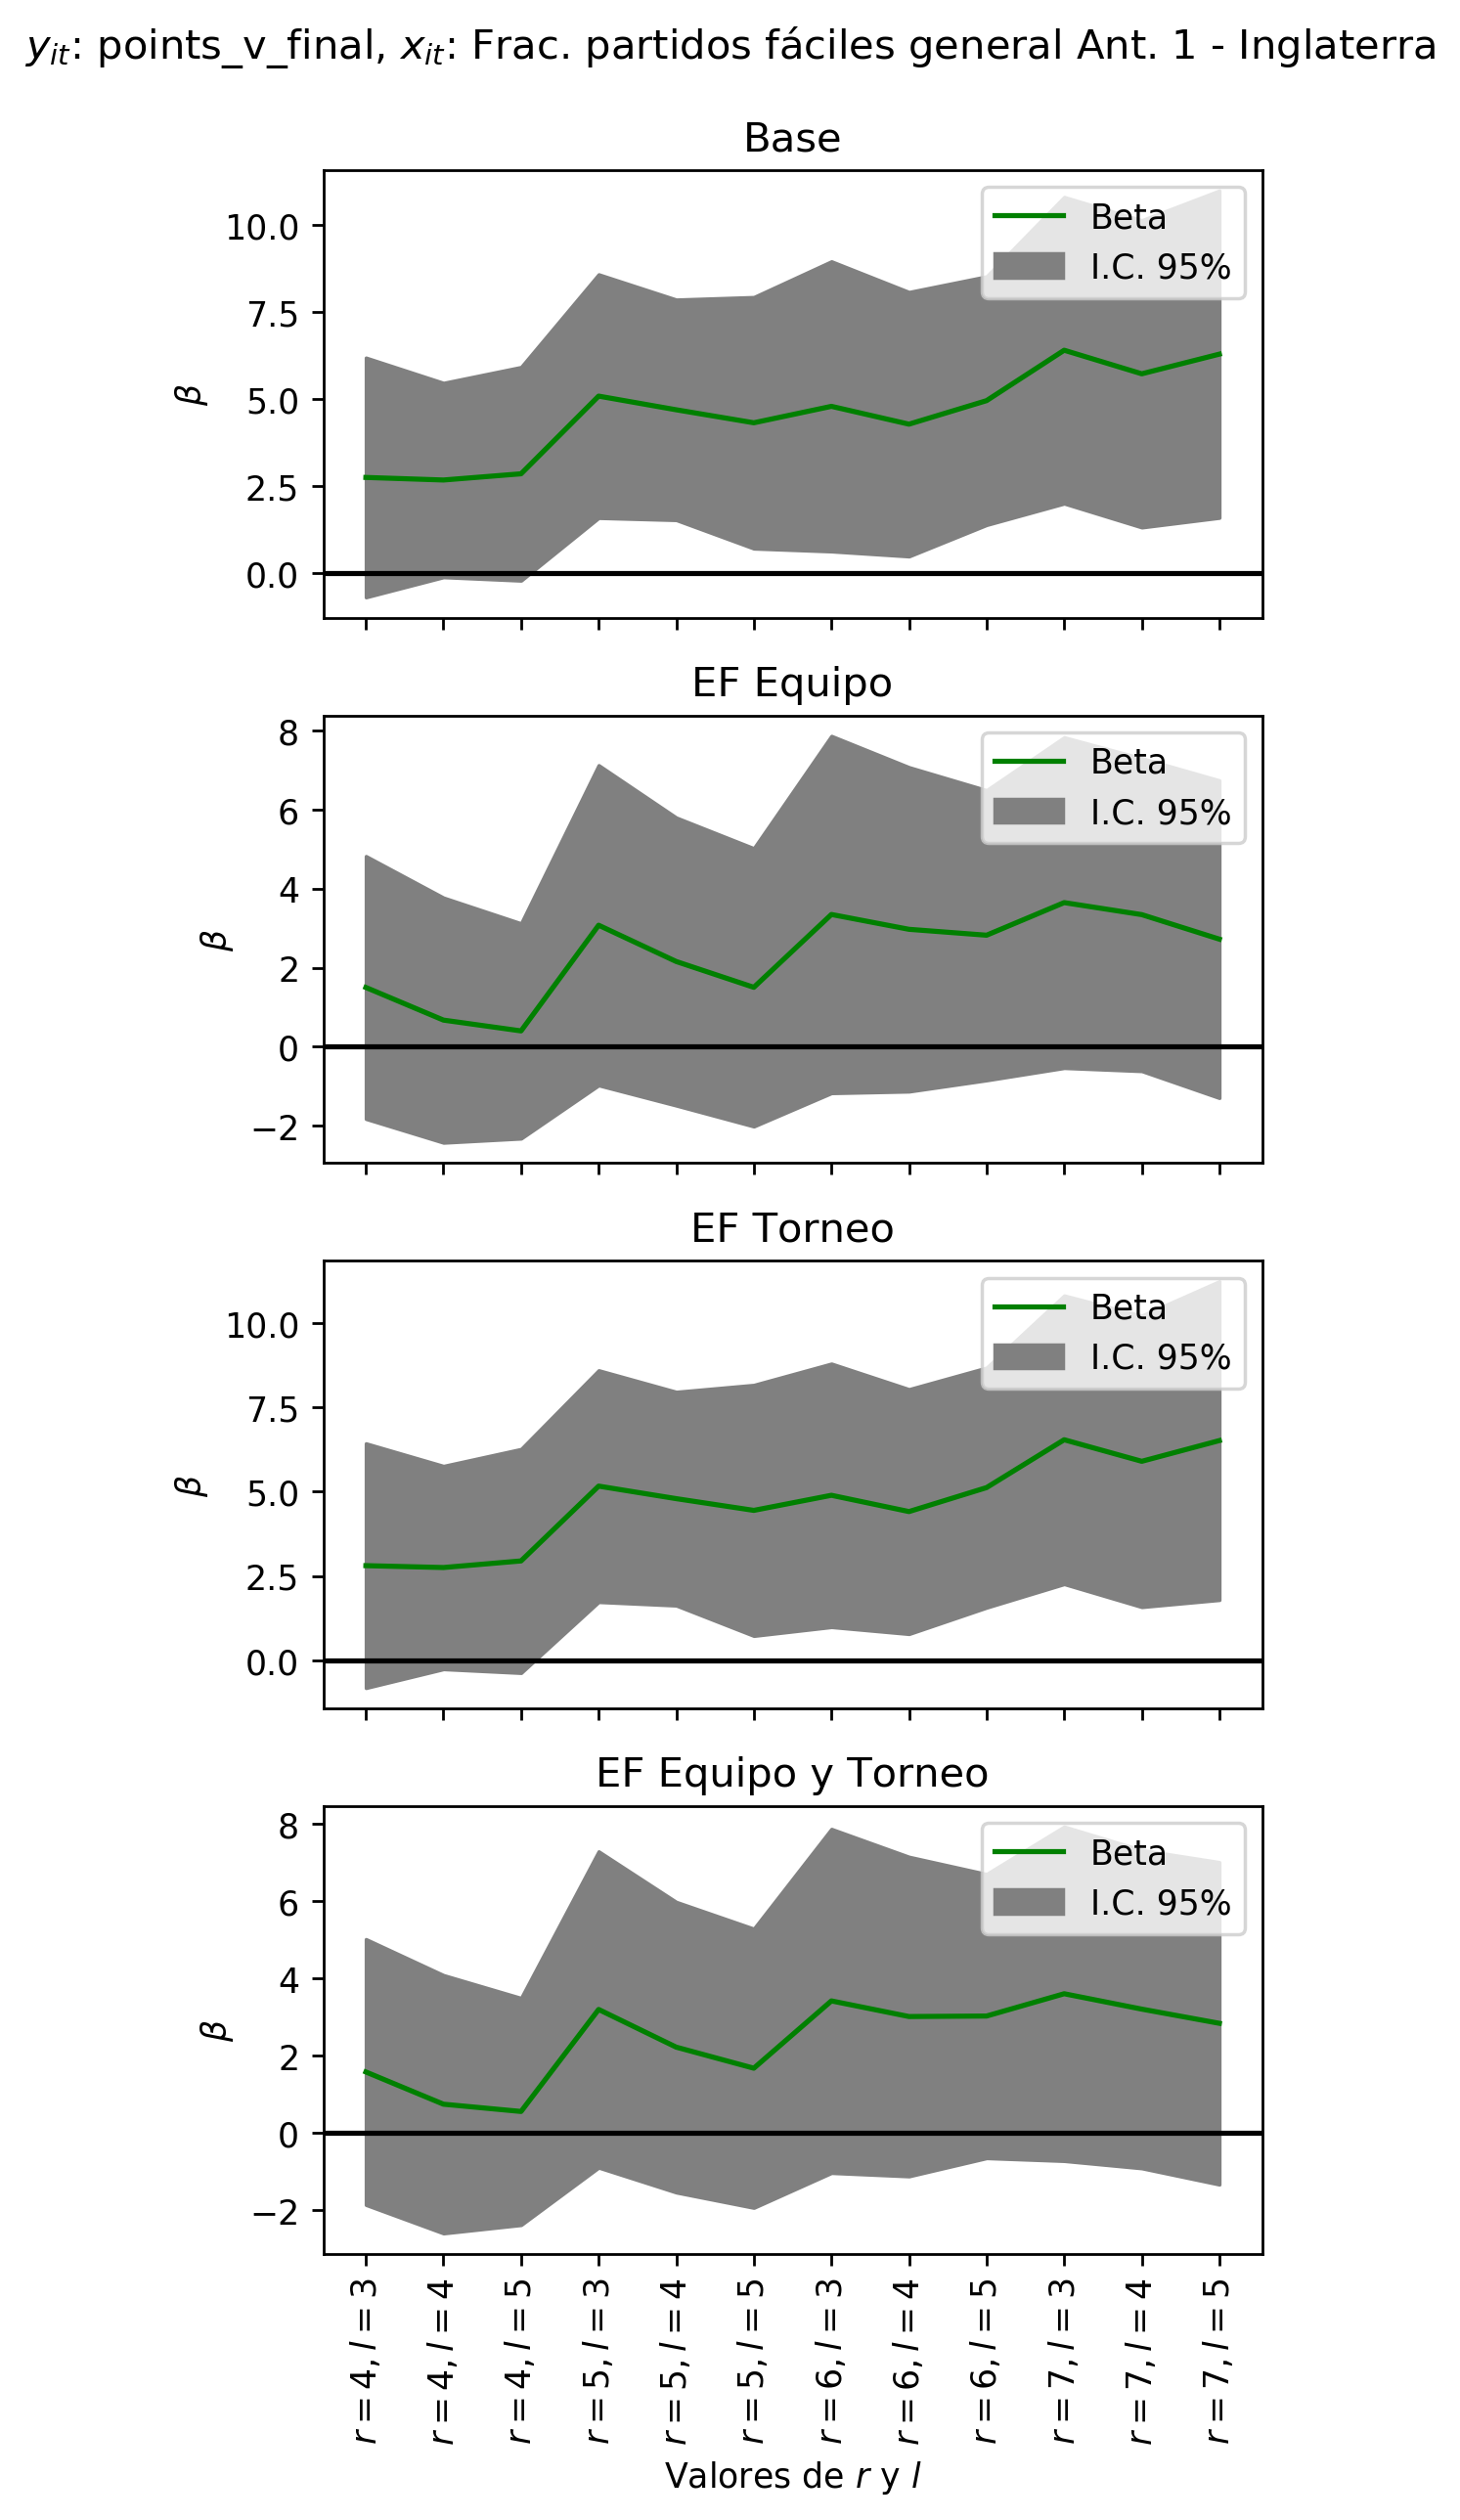 y_it: points_v_final, x_it: Frac. partidos fáciles general Ant. 1 - Inglaterra
Base
Beta
I.C. 95%
10.0
7.5
5.0
2.5
0.0
β
EF Equipo
Beta
I.C. 95%
8
6
4
2
0
−2
β
EF Torneo
Beta
I.C. 95%
10.0
7.5
5.0
2.5
0.0
β
EF Equipo y Torneo
Beta
I.C. 95%
8
6
4
2
0
−2
β
r = 4, l = 3
r = 4, l = 4
r = 4, l = 5
r = 5, l = 3
r = 5, l = 4
r = 5, l = 5
r = 6, l = 3
r = 6, l = 4
r = 6, l = 5
r = 7, l = 3
r = 7, l = 4
r = 7, l = 5
Valores de r y l